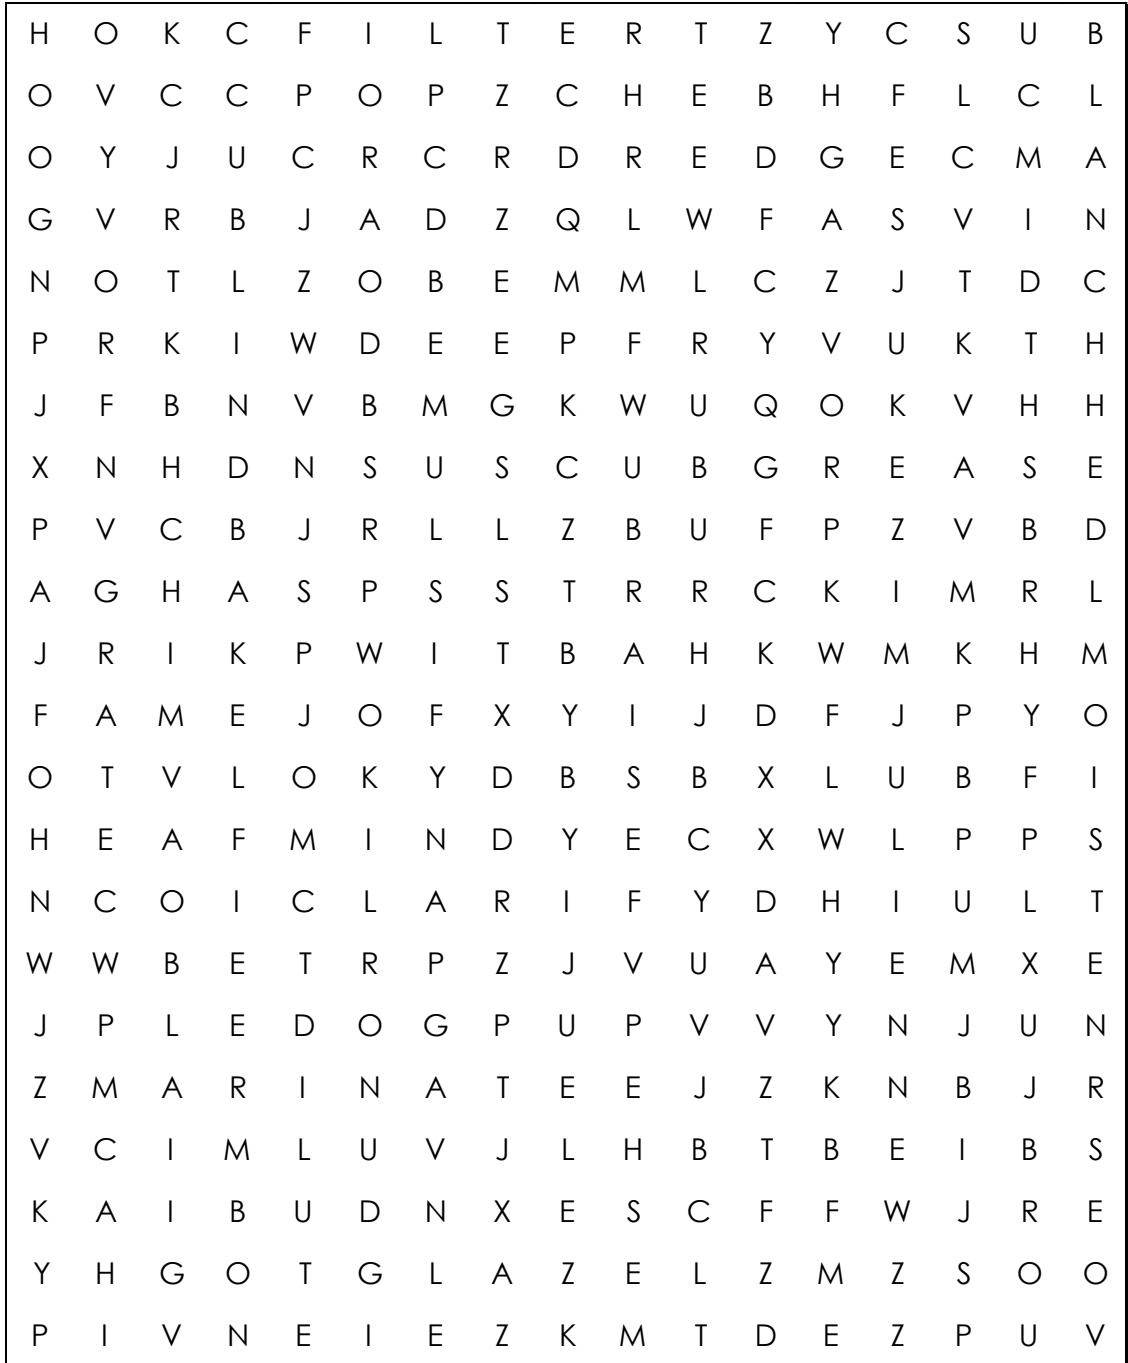 H O K C F I L T E R T Z Y C S U B
O V C C P O P Z C H E B H F L C L
O Y J U C R C R D R E D G E C M A
G V R B J A D Z Q L W F A S V I N
N O T L Z O B E M M L C Z J T D C
P R K I W D E E P F R Y V U K T H
J F B N V B M G K W U Q O K V H H
X N H D N S U S C U B G R E A S E
P V C B J R L L Z B U F P Z V B D
A G H A S P S S T R R C K I M R L
J R I K P W I T B A H K W M K H M
F A M E J O F X Y I J D F J P Y O
O T V L O K Y D B S B X L U B F I
H E A F M I N D Y E C X W L P P S
N C O I C L A R I F Y D H I U L T
W W B E T R P Z J V U A Y E M X E
J P L E D O G P U P V V Y N J U N
Z M A R I N A T E E J Z K N B J R
V C I M L U V J L H B T B E I B S
K A I B U D N X E S C F F W J R E
Y H G O T G L A Z E L Z M Z S O O
P I V N E I E Z K M T D E Z P U V